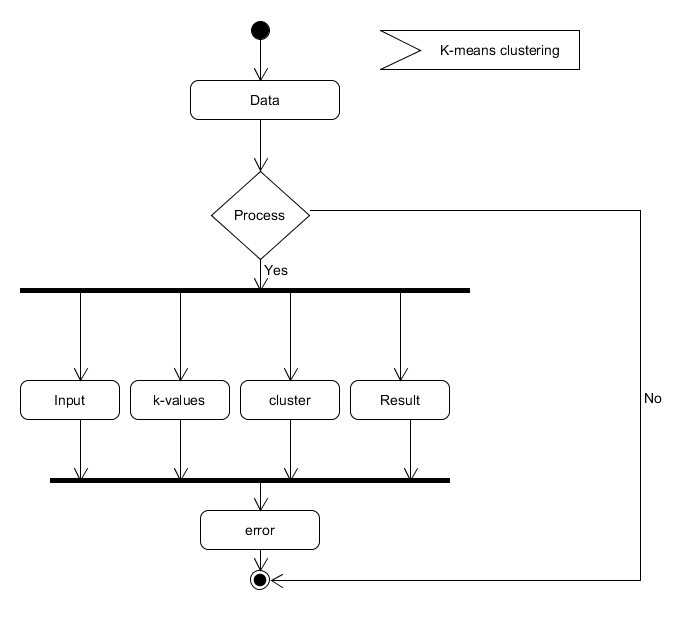 K-means clustering
Data
Process
Yes
Input
k-values
cluster
Result
No
error